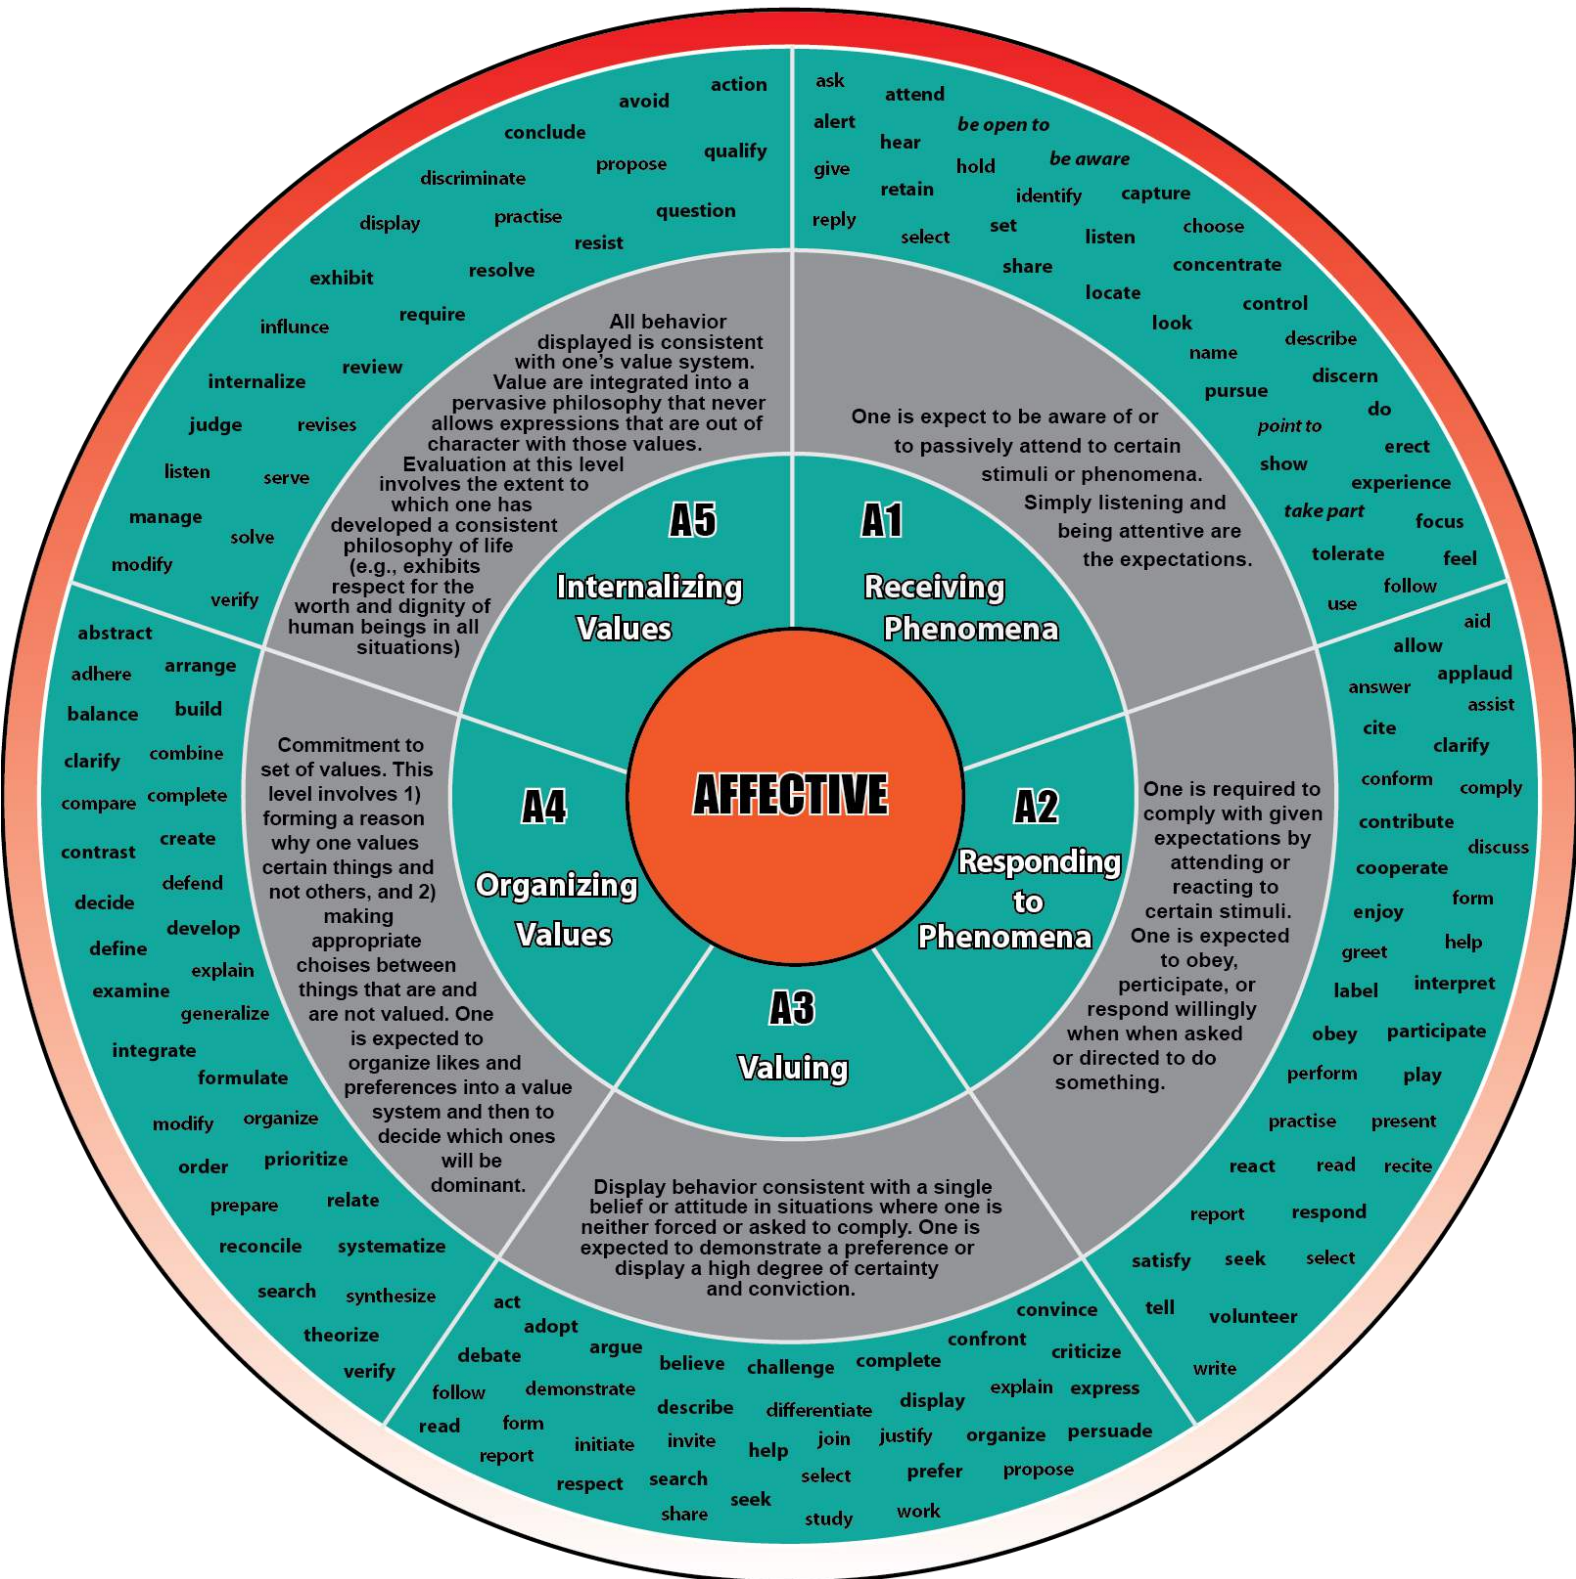 AFFECTIVE
A1
Receiving
Phenomena
One is expect to be aware of or
to passively attend to certain
stimuli or phenomena.
Simply listening and
being attentive are
the expectations.
ask
attend
alert
be open to
hear
be aware
give
hold
retain
identify
capture
reply
select
set
listen
choose
share
concentrate
locate
control
look
describe
name
discern
pursue
do
point to
erect
show
experience
take part
focus
tolerate
feel
follow
use
A2
Responding
to
Phenomena
One is required to
comply with given
expectations by
attending or
reacting to
certain stimuli.
One is expected
to obey,
perticipate, or
respond willingly
when when asked
or directed to do
something.
aid
allow
applaud
answer
assist
cite
clarify
conform
comply
contribute
discuss
cooperate
form
enjoy
help
greet
interpret
label
obey
participate
perform
play
practise
present
react
read
recite
report
respond
satisfy
seek
select
tell
volunteer
write
A3
Valuing
Display behavior consistent with a single
belief or attitude in situations where one is
neither forced or asked to comply. One is
expected to demonstrate a preference or
display a high degree of certainty
and conviction.
act
adopt
argue
debate
believe
challenge
complete
confront
convince
criticize
follow
demonstrate
describe
differentiate
display
explain
express
read
form
report
initiate
invite
help
join
justify
organize
persuade
respect
search
select
prefer
propose
share
seek
study
work
A4
Organizing
Values
Commitment to
set of values. This
level involves 1)
forming a reason
why one values
certain things and
not others, and 2)
making
appropriate
choises between
things that are and
are not valued. One
is expected to
organize likes and
preferences into a value
system and then to
decide which ones
will be
dominant.
abstract
adhere
arrange
balance
build
clarify
combine
compare
complete
contrast
create
decide
defend
define
develop
examine
explain
generalize
integrate
formulate
modify
organize
order
prioritize
prepare
relate
reconcile
systematize
search
synthesize
theorize
verify
A5
Internalizing
Values
All behavior
displayed is consistent
with one's value system.
Value are integrated into a
pervasive philosophy that never
allows expressions that are out of
character with those values.
Evaluation at this level
involves the extent to
which one has
developed a consistent
philosophy of life
(e.g., exhibits
respect for the
worth and dignity of
human beings in all
situations)
action
avoid
conclude
qualify
propose
discriminate
question
practise
display
resist
resolve
exhibit
require
influnce
review
internalize
judge
revises
listen
serve
manage
solve
modify
verify